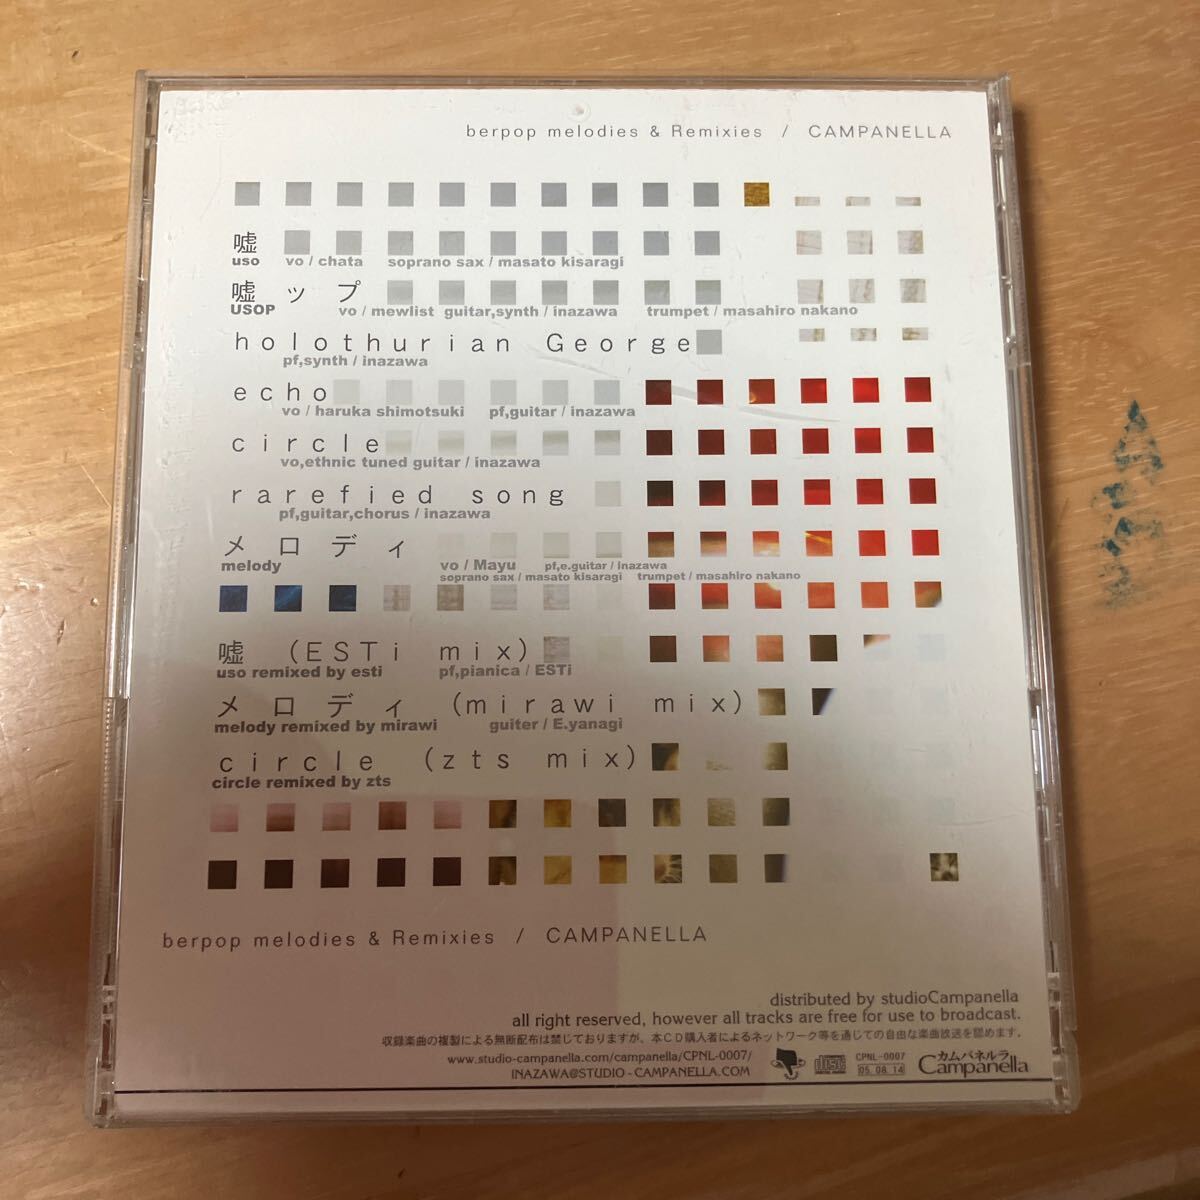 berpop melodies & Remixies / CAMPANELLA
嘘
uso vo / chata soprano sax / masato kisaragi
嘘ップ
USOP vo / mewlist guitar,synth / inazawa trumpet / masahiro nakano
holothurian George
pf,synth / inazawa
echo
vo / haruka shimotsuki pf,guitar / inazawa
circle
vo,ethnic tuned guitar / inazawa
rarefied song
pf,guitar,chorus / inazawa
メロディ
melody vo / Mayu pf,e.guitar / inazawa
soprano sax / masato kisaragi trumpet / masahiro nakano
嘘 (ESTi mix)
uso remixed by esti pf,pianica / ESTi
メロディ (mirawi mix)
melody remixed by mirawi guiter / E.yanagi
circle (zts mix)
circle remixed by zts
berpop melodies & Remixies / CAMPANELLA
distributed by studioCampanella
all right reserved, however all tracks are free for use to broadcast.
収録楽曲の複製による無断配布は禁じておりますが、本CD購入者によるネットワーク等を通じての自由な楽曲放送を認めます。
www.studio-campanella.com/campanella/CPNL-0007/
INAZAWA@STUDIO-CAMPANELLA.COM
disc
CPNL-0007
05.08.14
カムパネルラ
Campanella